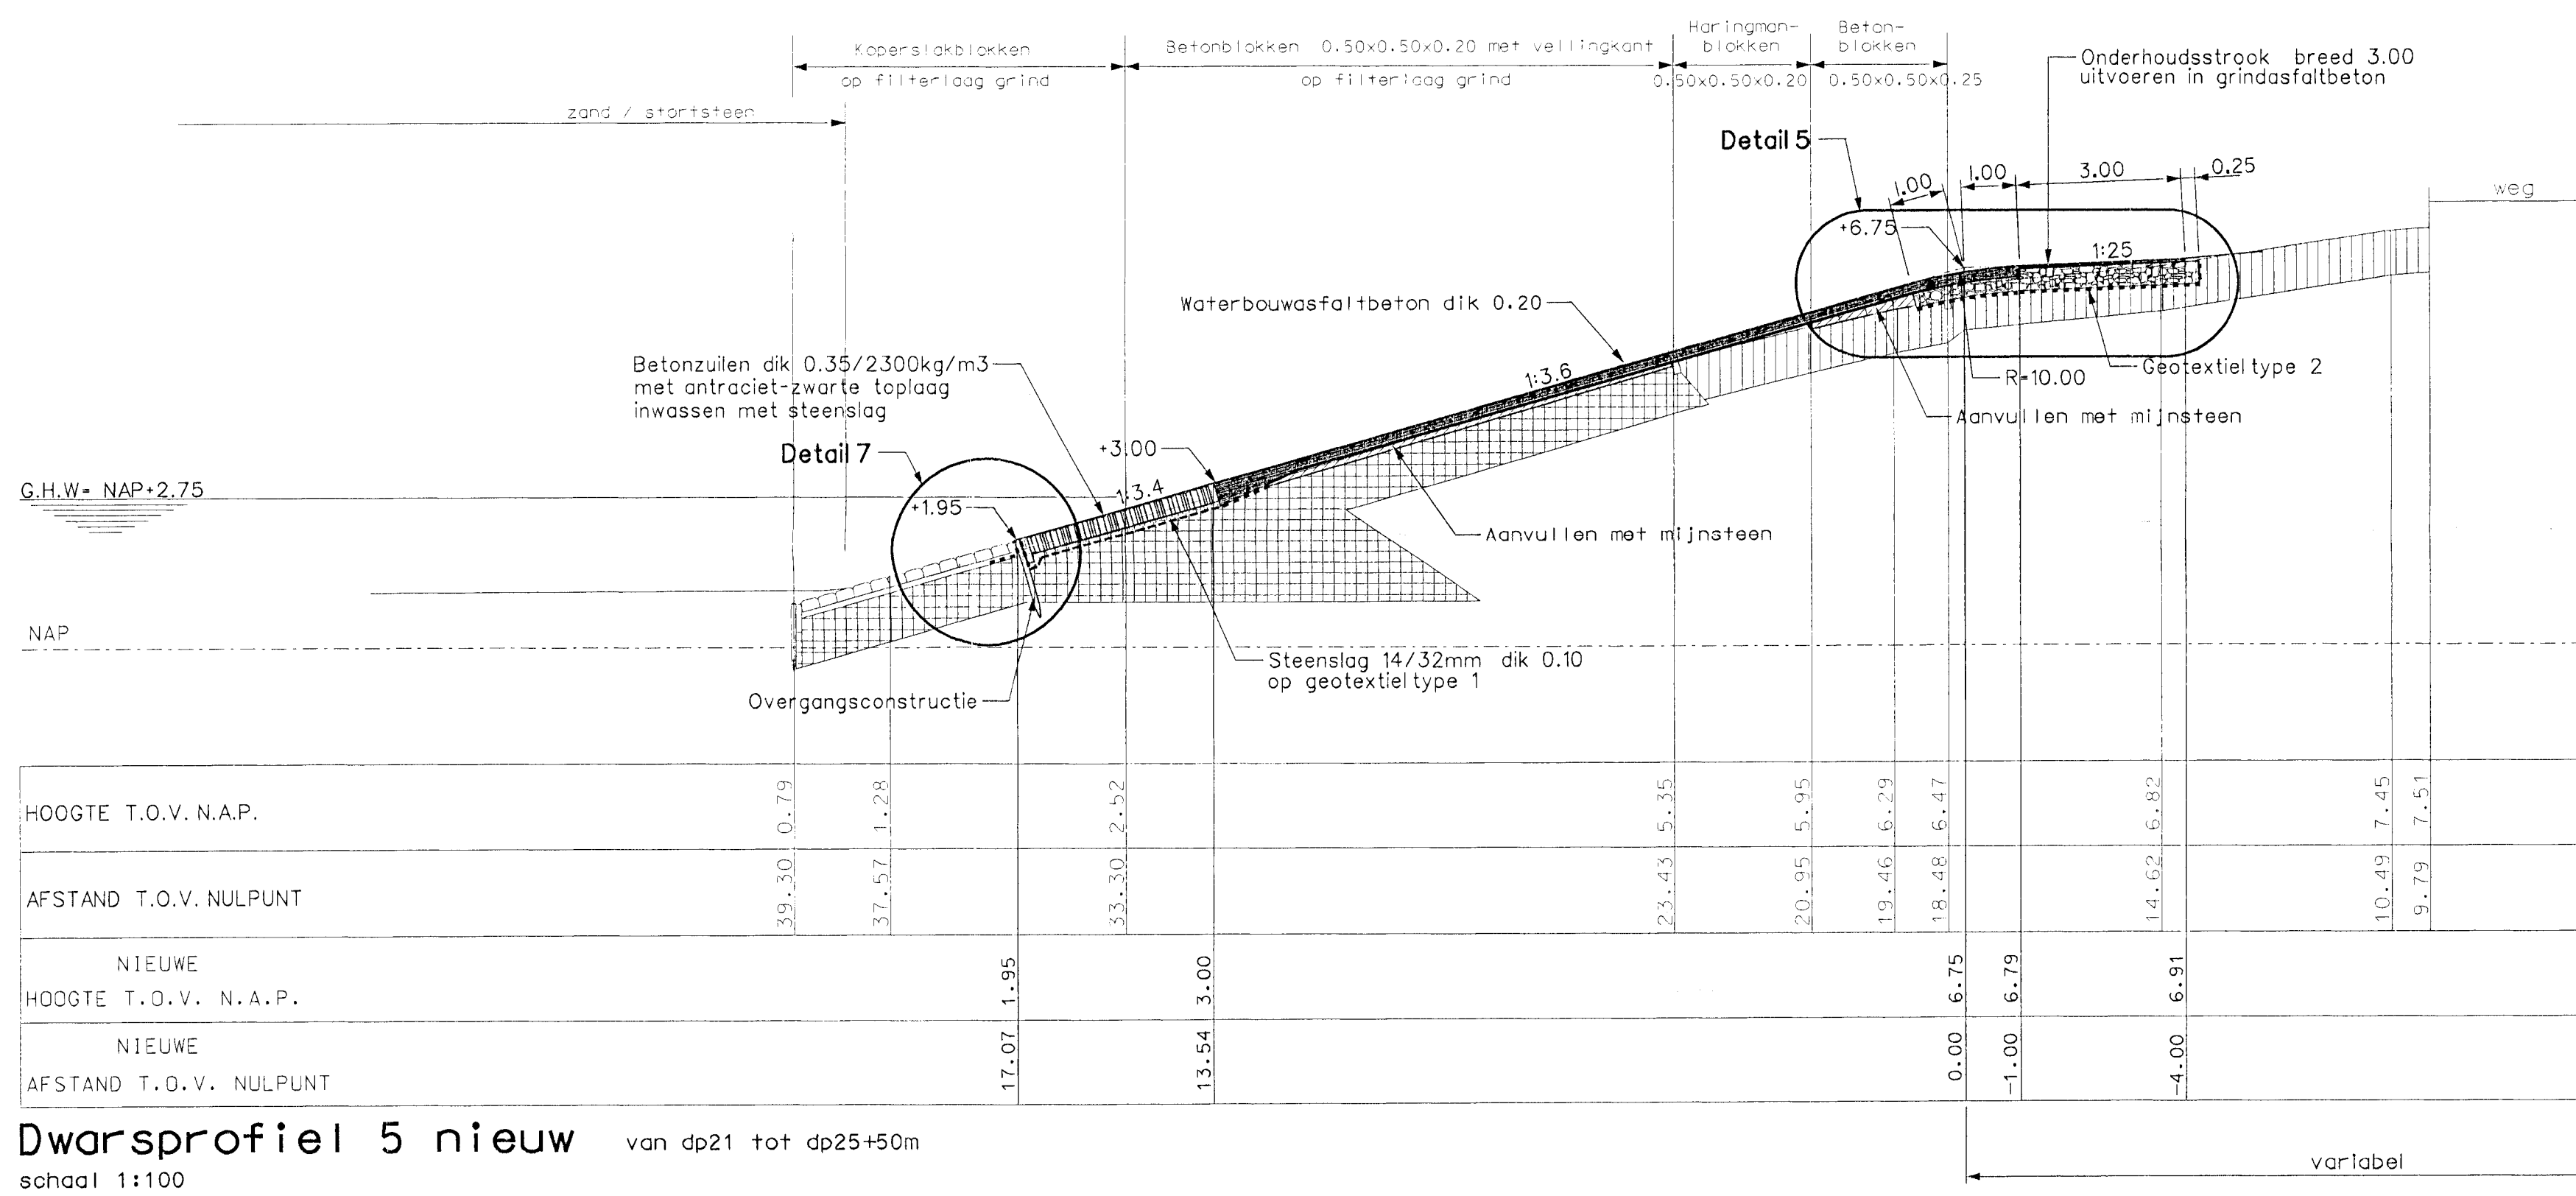 Koperslakblokken
op filterlaag grind
Betonblokken 0.50x0.50x0.20 met vellingkant
op filterlaag grind
Haringman-
blokken
0.50x0.50x0.20
Beton-
blokken
0.50x0.50x0.25
Onderhoudsstrook breed 3.00
uitvoeren in grindasfaltbeton
zand / stortsteen
Detail 5
1.00
1.00
3.00
0.25
weg
+6.75
1:25
Waterbouwasfaltbeton dik 0.20
Betonzuilen dik 0.35/2300kg/m3
met antraciet-zwarte toplaag
inwassen met steenslag
1:3.6
Geotextiel type 2
R=10.00
Aanvullen met mijnsteen
Detail 7
+3.00
G.H.W= NAP+2.75
1:3.4
+1.95
Aanvullen met mijnsteen
NAP
Steenslag 14/32mm dik 0.10
op geotextiel type 1
Overgangsconstructie
HOOGTE T.O.V. N.A.P.
0.79
1.28
2.52
5.35
5.95
6.29
6.47
6.82
7.45
7.51
AFSTAND T.O.V. NULPUNT
39.30
37.57
33.30
23.43
20.95
19.46
18.48
14.62
10.49
9.79
NIEUWE
HOOGTE T.O.V. N.A.P.
1.95
3.00
6.75
6.79
6.91
NIEUWE
AFSTAND T.O.V. NULPUNT
17.07
13.54
0.00
-1.00
-4.00
Dwarsprofiel 5 nieuw van dp21 tot dp25+50m
schaal 1:100
variabel